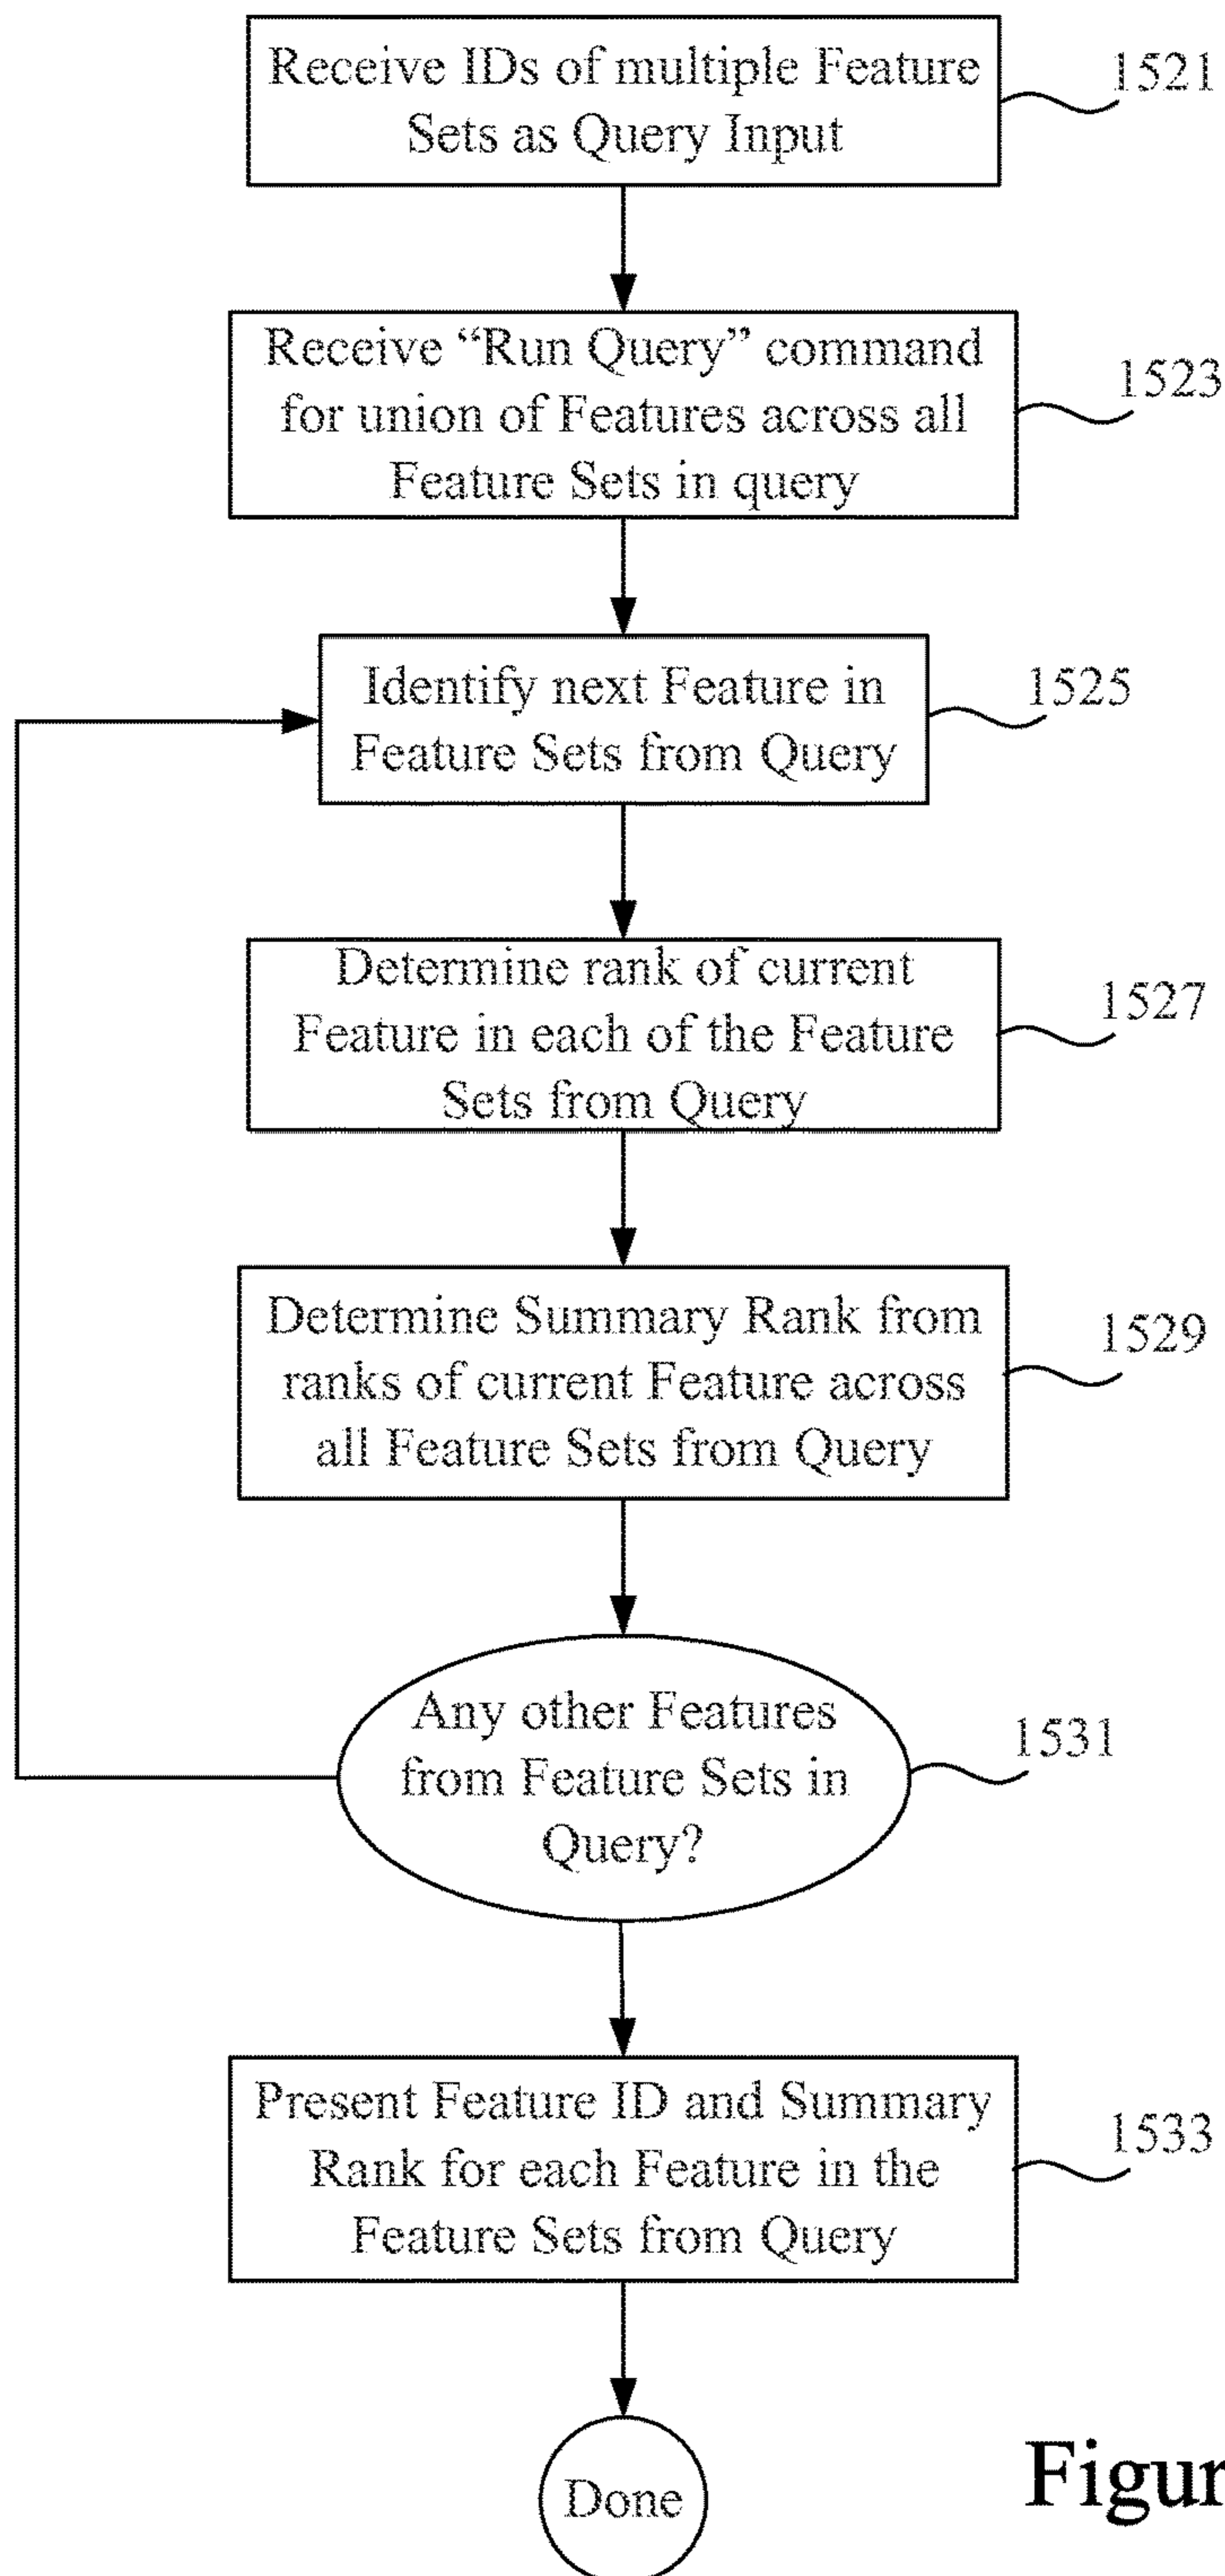 Receive IDs of multiple Feature
Sets as Query Input
1521
Receive “Run Query” command
for union of Features across all
Feature Sets in query
1523
Identify next Feature in
Feature Sets from Query
1525
Determine rank of current
Feature in each of the Feature
Sets from Query
1527
Determine Summary Rank from
ranks of current Feature across
all Feature Sets from Query
1529
Any other Features
from Feature Sets in
Query?
1531
Present Feature ID and Summary
Rank for each Feature in the
Feature Sets from Query
1533
Done
Figur